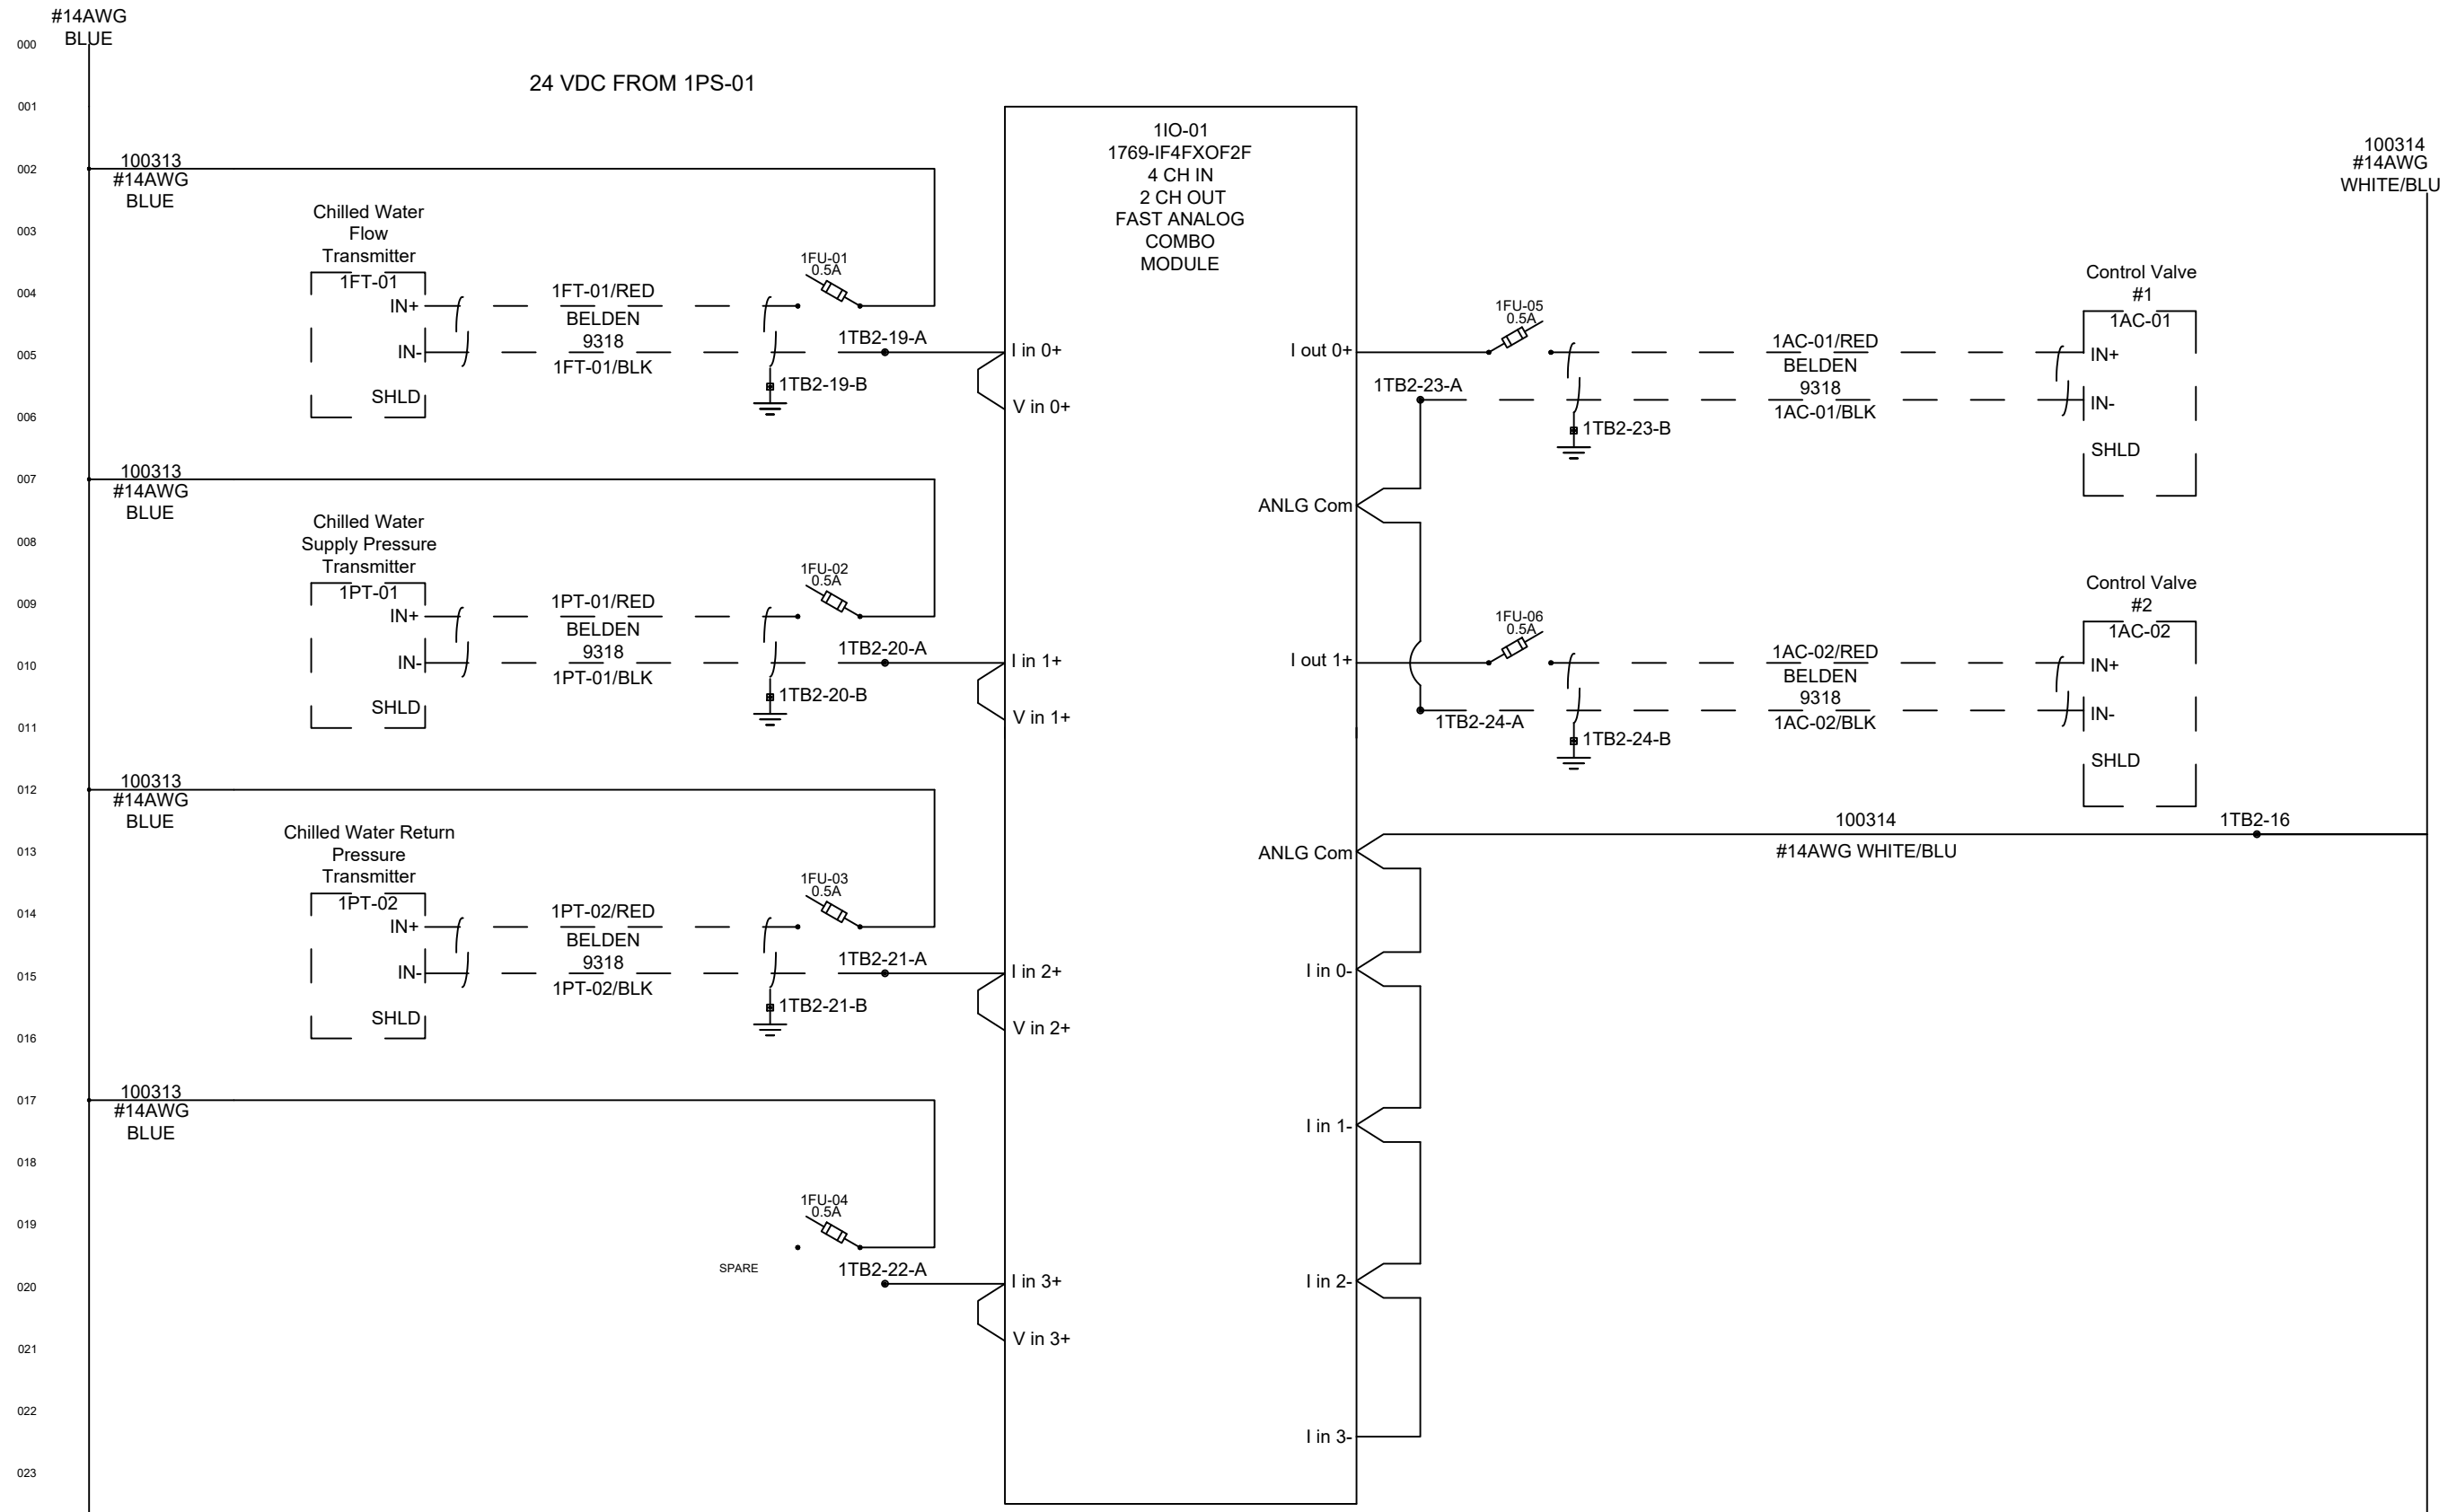 #14AWG
BLUE
000
24 VDC FROM 1PS-01
001
1IO-01
1769-IF4FXOF2F
4 CH IN
2 CH OUT
FAST ANALOG
COMBO
MODULE
100314
#14AWG
WHITE/BLU
002
100313
#14AWG
BLUE
Chilled Water
Flow
Transmitter
1FT-01
003
004
IN+
1FT-01/RED
BELDEN
9318
1FT-01/BLK
1FU-01
0.5A
1TB2-19-A
005
IN-
1TB2-19-B
SHLD
006
I in 0+
V in 0+
I out 0+
1FU-05
0.5A
1TB2-23-A
1TB2-23-B
1AC-01/RED
BELDEN
9318
1AC-01/BLK
Control Valve
#1
1AC-01
IN+
IN-
SHLD
007
100313
#14AWG
BLUE
ANLG Com
008
Chilled Water
Supply Pressure
Transmitter
1PT-01
009
IN+
1PT-01/RED
BELDEN
9318
1PT-01/BLK
1FU-02
0.5A
1TB2-20-A
010
IN-
1TB2-20-B
SHLD
011
I in 1+
V in 1+
I out 1+
1FU-06
0.5A
1TB2-24-A
1TB2-24-B
1AC-02/RED
BELDEN
9318
1AC-02/BLK
Control Valve
#2
1AC-02
IN+
IN-
SHLD
012
100313
#14AWG
BLUE
100314
#14AWG WHITE/BLU
1TB2-16
013
Chilled Water Return
Pressure
Transmitter
1PT-02
ANLG Com
014
IN+
1PT-02/RED
BELDEN
9318
1PT-02/BLK
1FU-03
0.5A
1TB2-21-A
015
IN-
1TB2-21-B
SHLD
016
I in 2+
V in 2+
I in 0-
017
100313
#14AWG
BLUE
I in 1-
018
019
1FU-04
0.5A
SPARE
1TB2-22-A
020
I in 3+
V in 3+
I in 2-
021
022
I in 3-
023